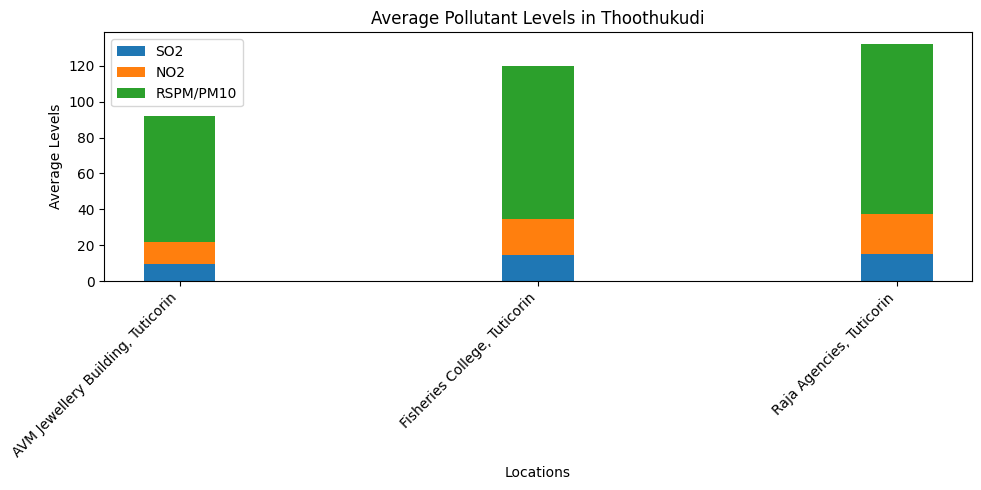 Average Pollutant Levels in Thoothukudi
SO2
NO2
RSPM/PM10
Average Levels
120
100
80
60
40
20
0
AVM Jewellery Building, Tuticorin
Fisheries College, Tuticorin
Raja Agencies, Tuticorin
Locations